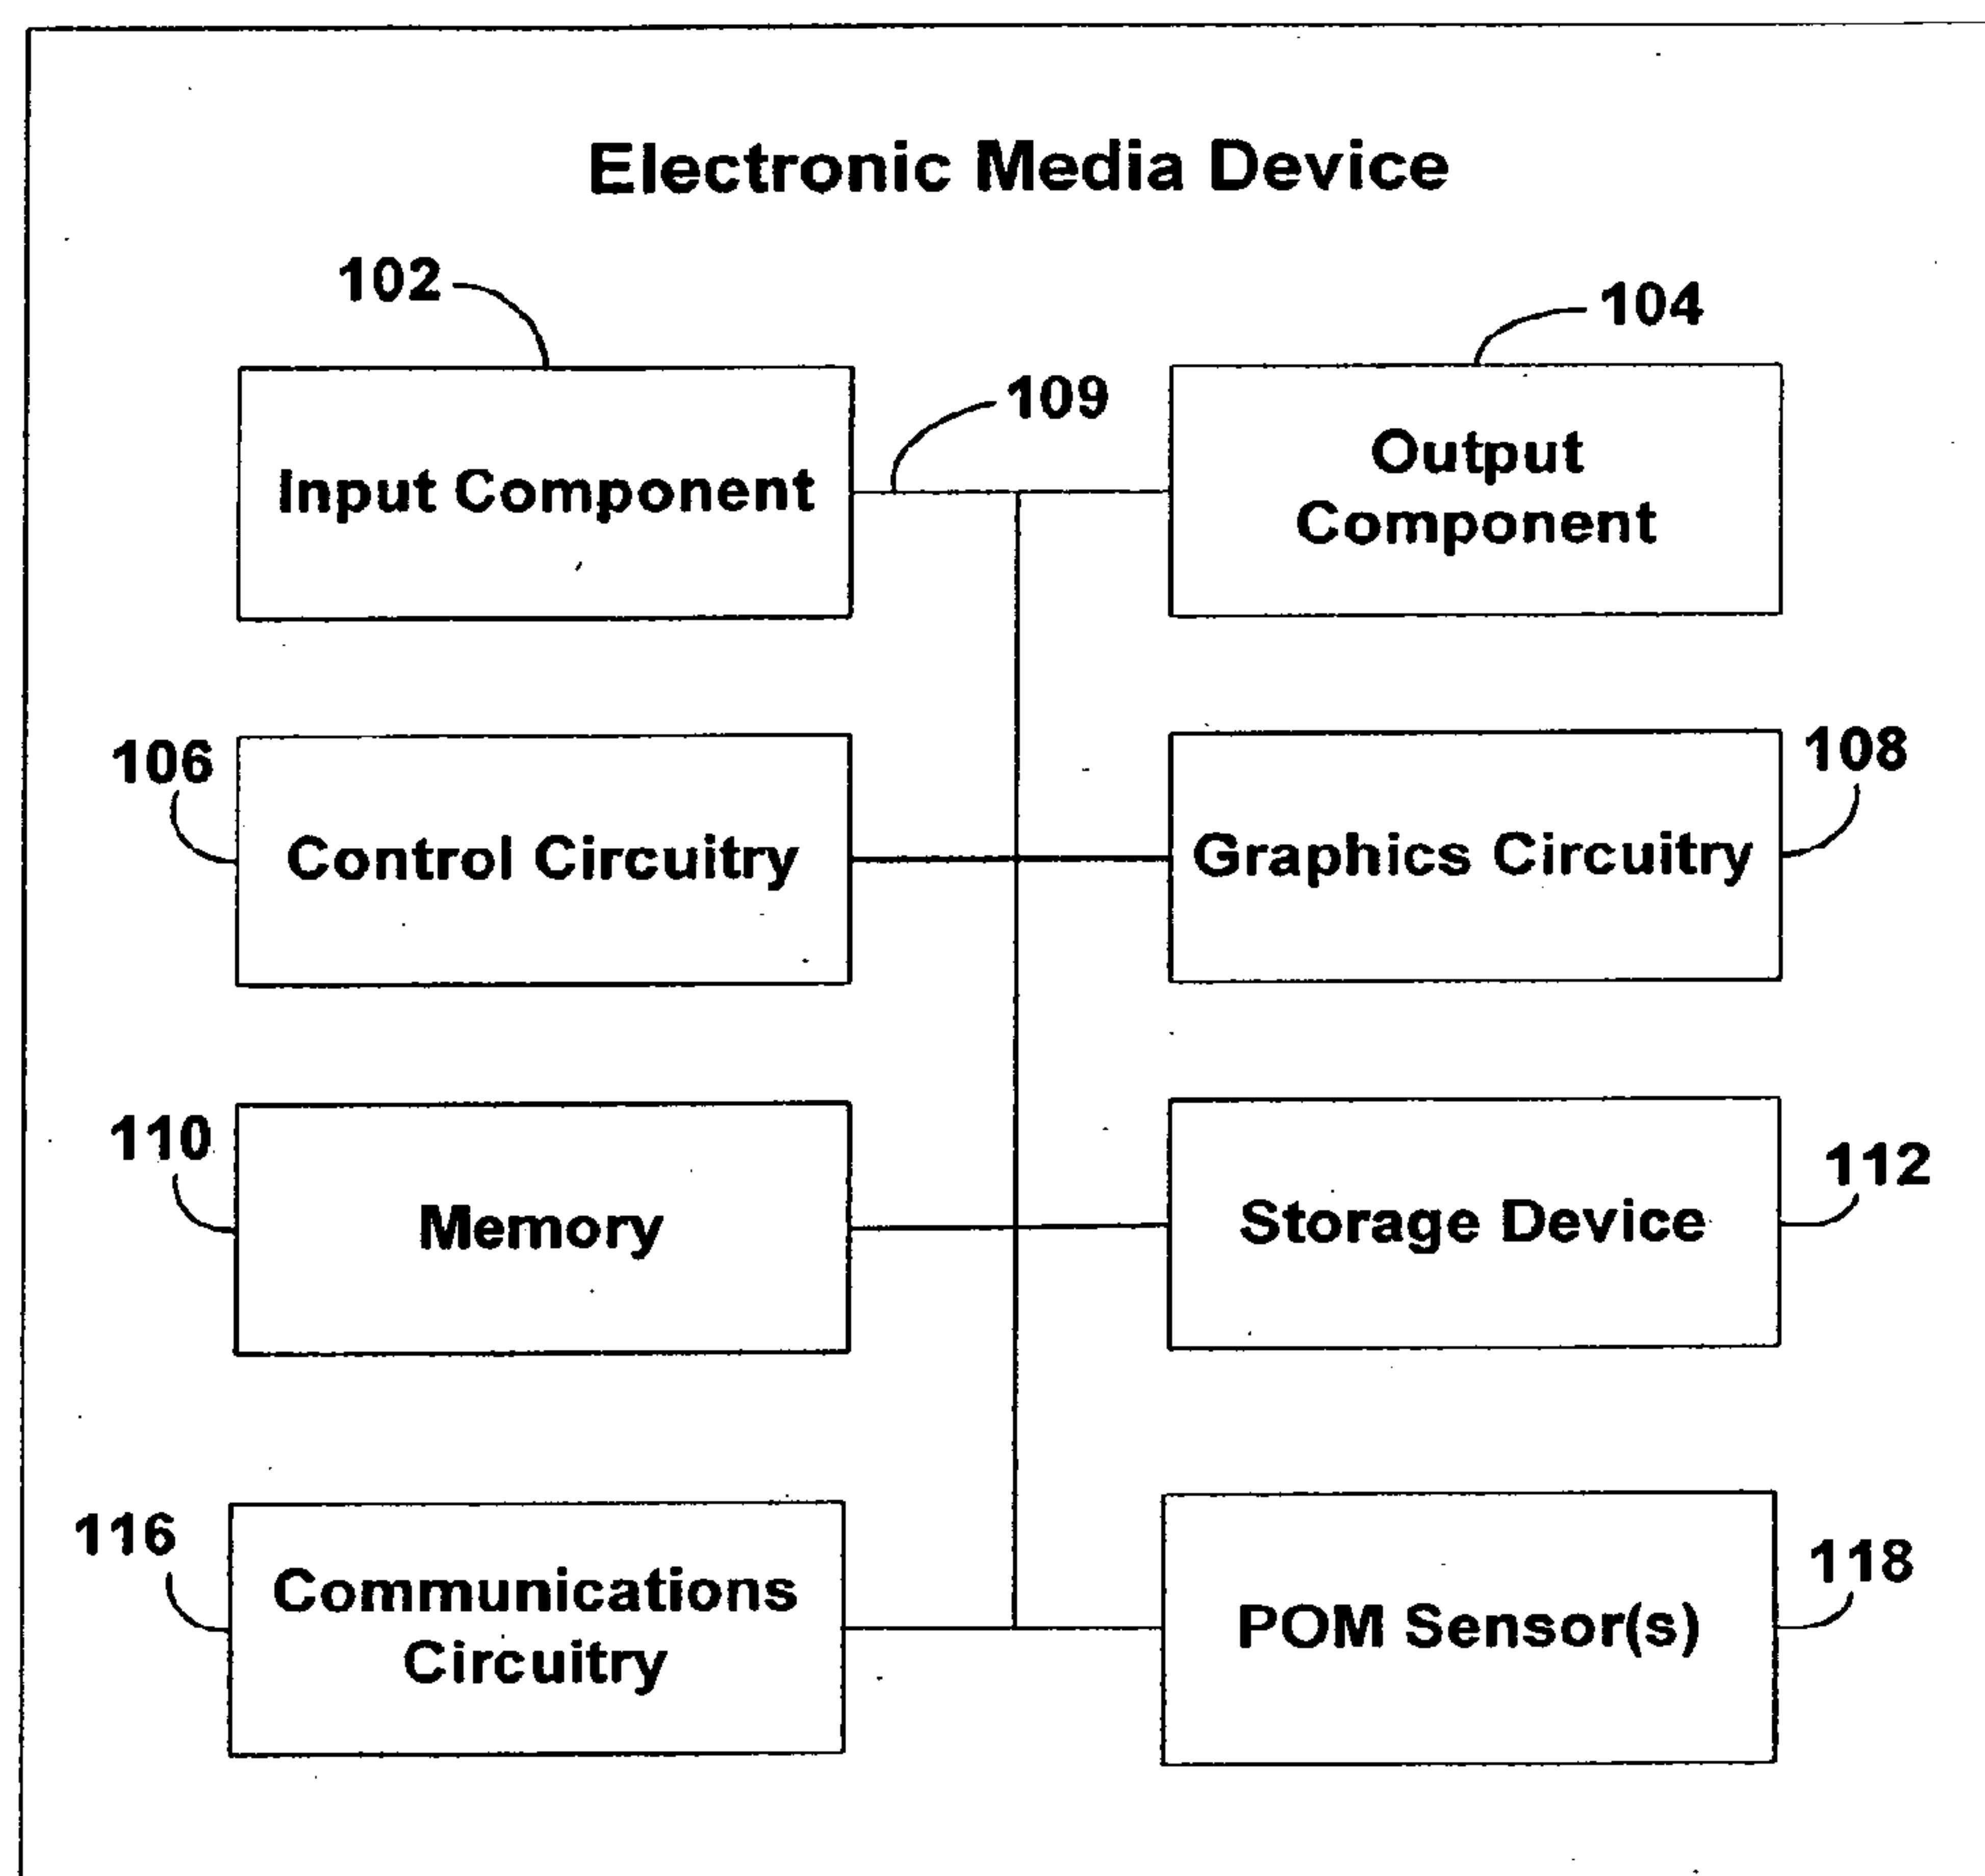 Electronic Media Device
102
104
109
Input Component
Output
Component
106
108
Control Circuitry
Graphics Circuitry
110
112
Memory
Storage Device
116
118
Communications
Circuitry
POM Sensor(s)